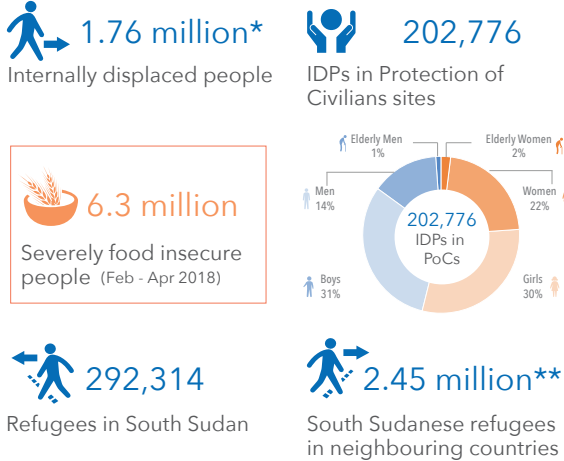 1.76 million*
Internally displaced people
202,776
IDPs in Protection of
Civilians sites
6.3 million
Severely food insecure
people (Feb - Apr 2018)
Elderly Men
1%
Elderly Women
2%
Men
14%
Women
22%
202,776
IDPs in
PoCs
Boys
31%
Girls
30%
292,314
Refugees in South Sudan
2.45 million**
South Sudanese refugees
in neighbouring countries